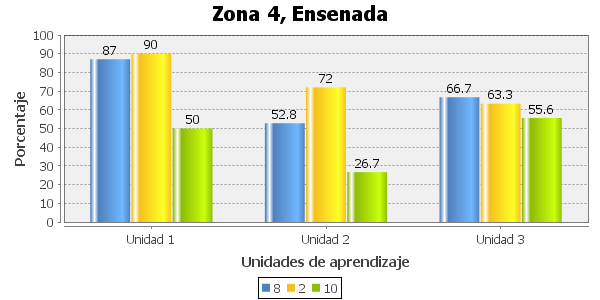 Zona 4, Ensenada
Porcentaje
100
90
80
70
60
50
40
30
20
10
0
87
90
50
52.8
72
26.7
66.7
63.3
55.6
Unidad 1
Unidad 2
Unidad 3
Unidades de aprendizaje
8 2 10